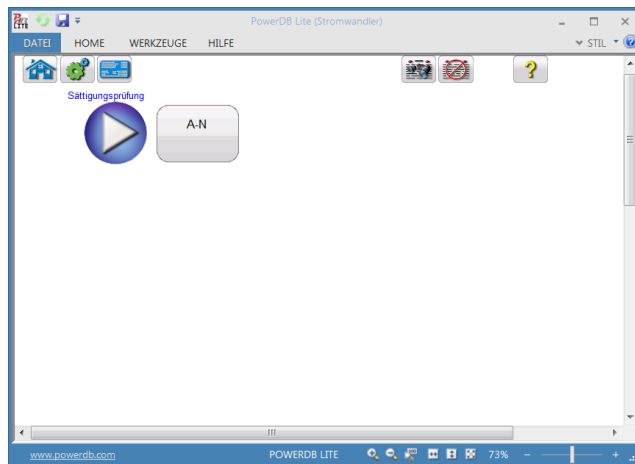 PowerDB Lite (Stromwandler)
DATEI HOME WERKZEUGE HILFE STIL
Sättigungsprüfung
A-N
www.powerdb.com POWERDB LITE 73%